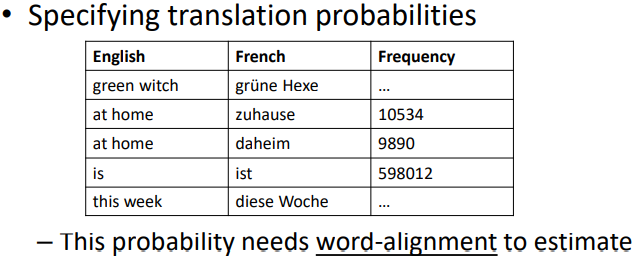 • Specifying translation probabilities
English French Frequency
green witch grüne Hexe ...
at home zuhause 10534
at home daheim 9890
is ist 598012
this week diese Woche ...
– This probability needs word-alignment to estimate